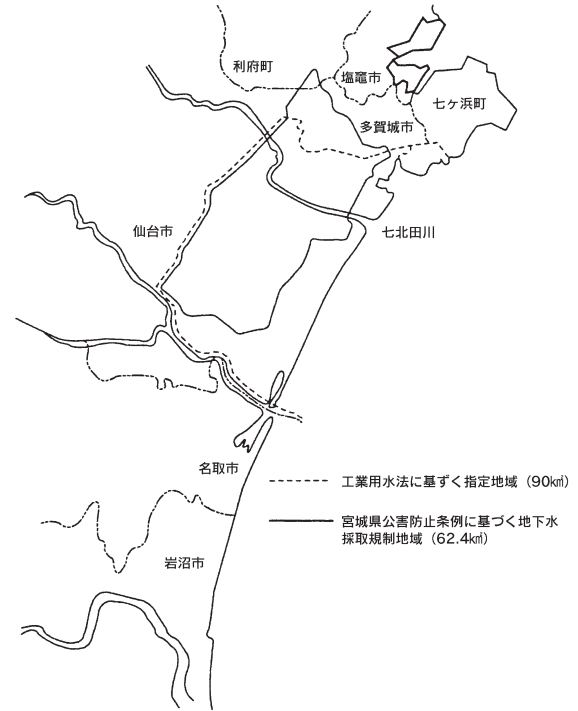 利府町
塩竈市
七ヶ浜町
多賀城市
仙台市
七北田川
名取市
工業用水法に基ずく指定地域（90k㎡）
宮城県公害防止条例に基づく地下水
採取規制地域（62.4k㎡）
岩沼市